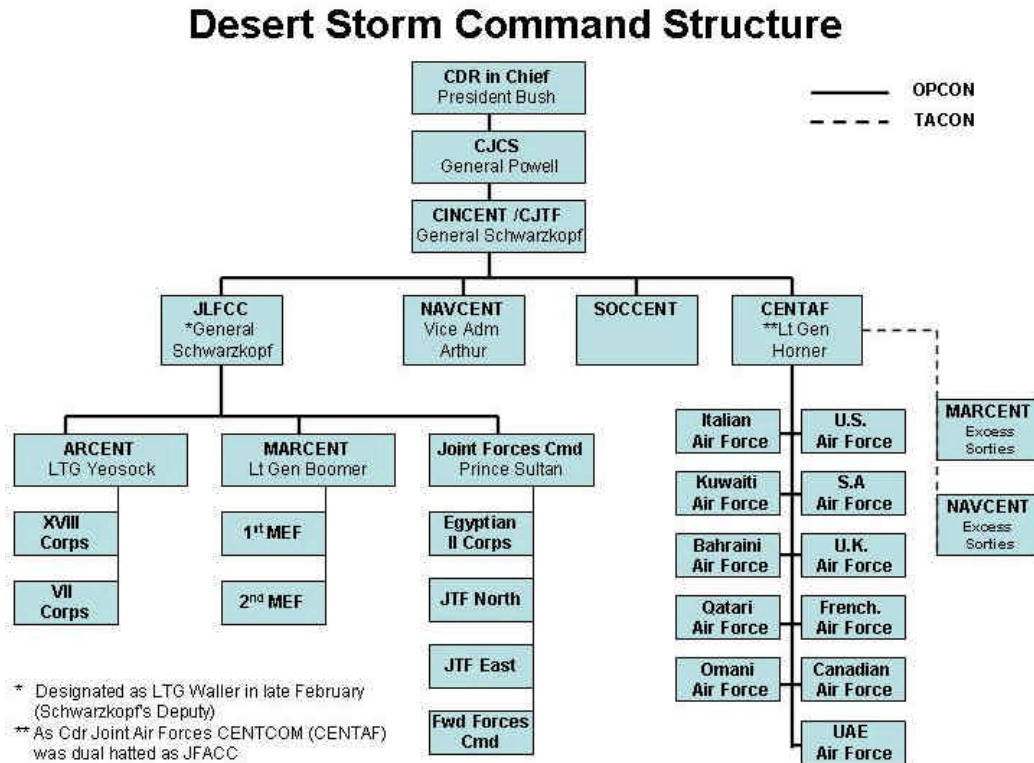 Desert Storm Command Structure
CDR in Chief
President Bush
OPCON
TACON
CJCS
General Powell
CINCENT /CJTF
General Schwarzkopf
JLFCC
*General
Schwarzkopf
NAVCENT
Vice Adm
Arthur
SOCCENT
CENTAF
**Lt Gen
Horner
ARCENT
LTG Yeosock
MARCENT
Lt Gen Boomer
Joint Forces Cmd
Prince Sultan
XVIII
Corps
VII
Corps
1st MEF
2nd MEF
Egyptian
II Corps
JTF North
JTF East
Fwd Forces
Cmd
Italian
Air Force
U.S.
Air Force
Kuwaiti
Air Force
S.A
Air Force
Bahraini
Air Force
U.K.
Air Force
Qatari
Air Force
French.
Air Force
Omani
Air Force
Canadian
Air Force
UAE
Air Force
MARCENT
Excess
Sorties
NAVCENT
Excess
Sorties
* Designated as LTG Waller in late February
(Schwarzkopf's Deputy)
** As Cdr Joint Air Forces CENTCOM (CENTAF)
was dual hatted as JFACC